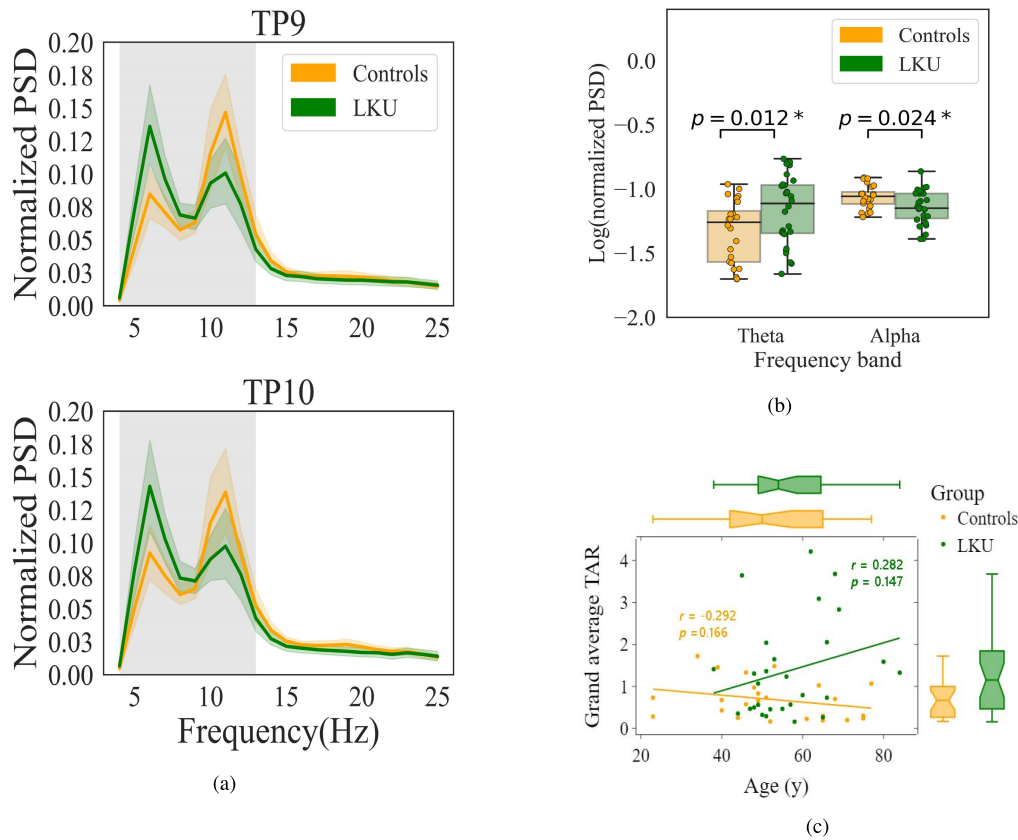 TP9
0.20
0.18
0.15
0.12
0.10
0.08
0.05
0.03
0.00
Normalized PSD
Controls
LKU
5
10
15
20
25
TP10
0.20
0.18
0.15
0.12
0.10
0.08
0.05
0.03
0.00
Normalized PSD
5
10
15
20
25
Frequency(Hz)
(a)
Controls
LKU
0.0
−0.5
−1.0
−1.5
−2.0
Log(normalized PSD)
p = 0.012 *
p = 0.024 *
Theta
Alpha
Frequency band
(b)
Group
Controls
LKU
20
40
60
80
4
3
2
1
0
Grand average TAR
r = 0.282
p = 0.147
r = -0.292
p =0.166
Age (y)
(c)